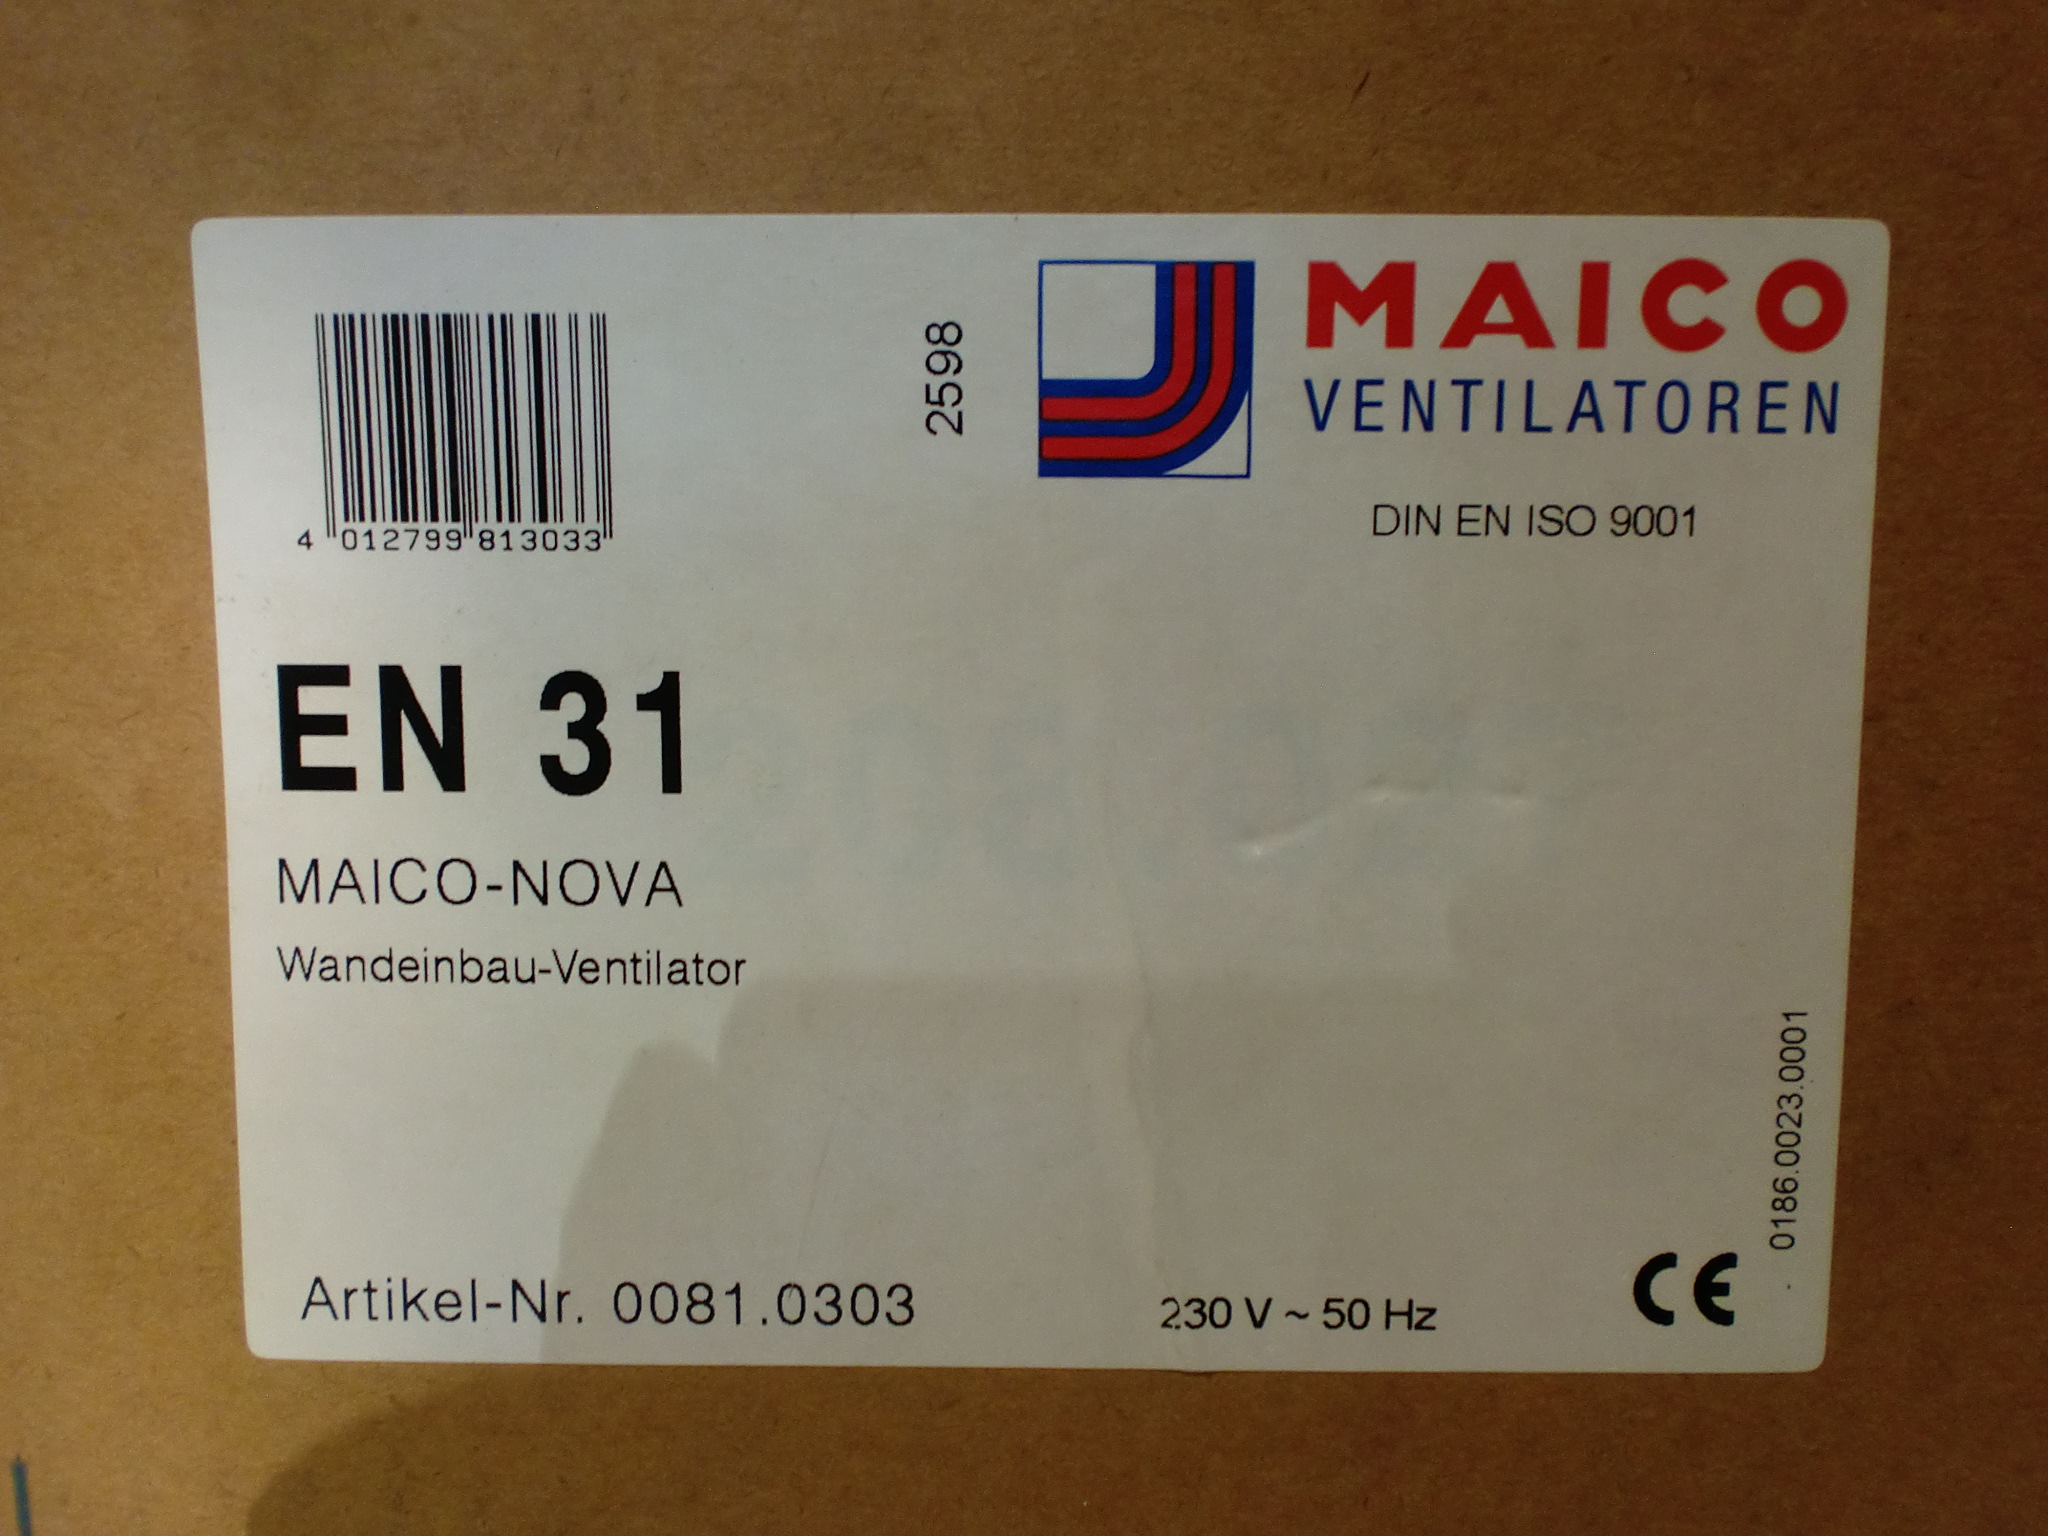 MAICO
VENTILATOREN
2598
DIN EN ISO 9001
4 012799 813033
EN 31
MAICO-NOVA
Wandeinbau-Ventilator
0186.0023.0001
Artikel-Nr. 0081.0303
230 V ~ 50 Hz
CE